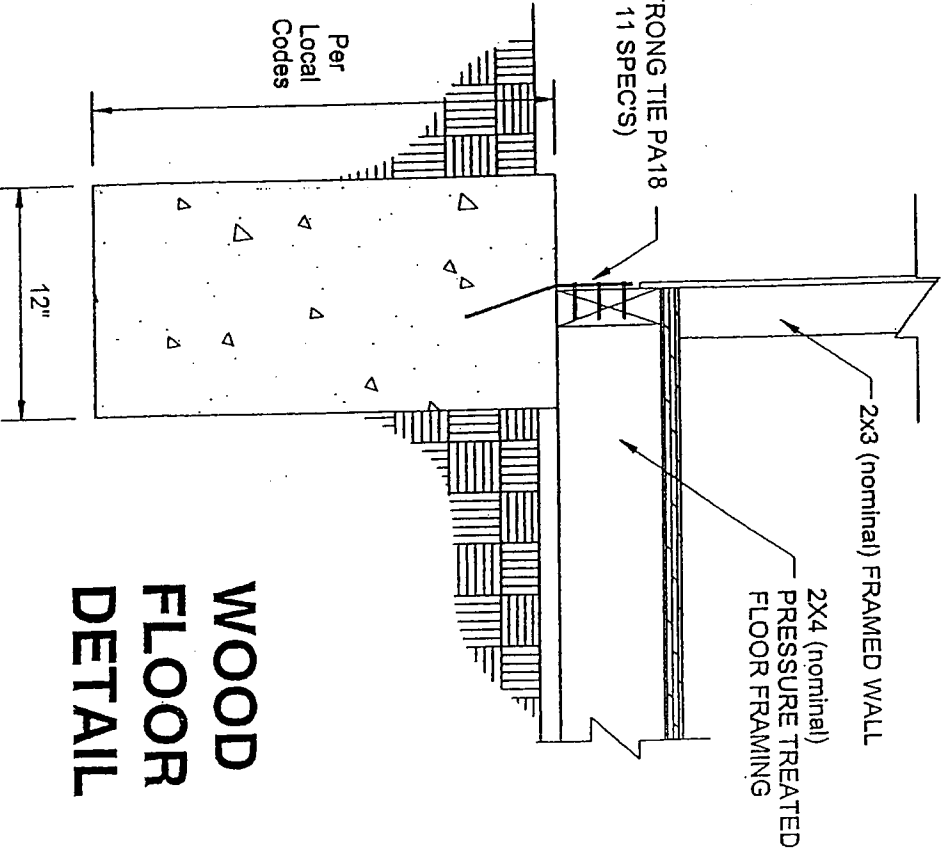 TRONG TIE PA18
11 SPEC'S)
2x3 (nominal) FRAMED WALL
2X4 (nominal)
PRESSURE TREATED
FLOOR FRAMING
Per
Local
Codes
12"
WOOD
FLOOR
DETAIL